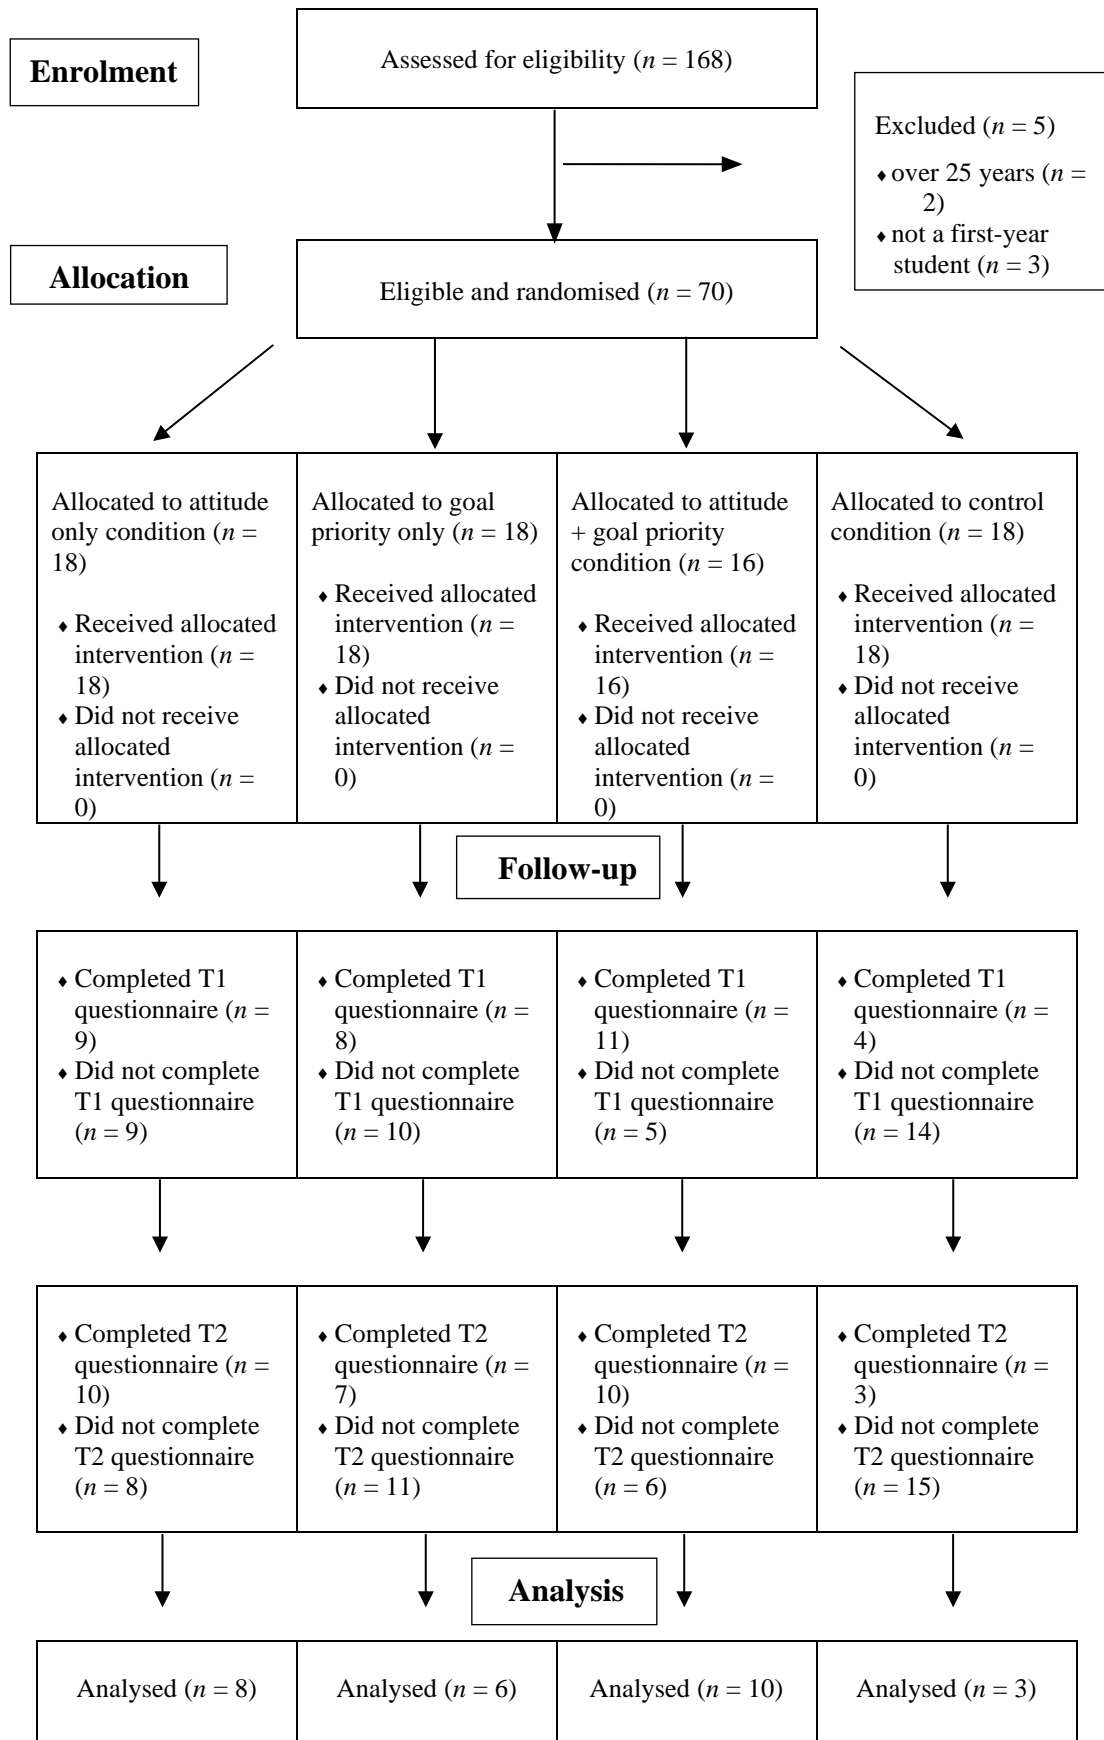 Enrolment
Assessed for eligibility (n = 168)
Excluded (n = 5)
♦ over 25 years (n =
2)
♦ not a first-year
student (n = 3)
Allocation
Eligible and randomised (n = 70)
Allocated to attitude
only condition (n =
18)
♦ Received allocated
intervention (n =
18)
♦ Did not receive
allocated
intervention (n =
0)
Allocated to goal
priority only (n = 18)
♦ Received allocated
intervention (n =
18)
♦ Did not receive
allocated
intervention (n =
0)
Allocated to attitude
+ goal priority
condition (n = 16)
♦ Received allocated
intervention (n =
16)
♦ Did not receive
allocated
intervention (n =
0)
Allocated to control
condition (n = 18)
♦ Received allocated
intervention (n =
18)
♦ Did not receive
allocated
intervention (n =
0)
Follow-up
♦ Completed T1
questionnaire (n =
9)
♦ Did not complete
T1 questionnaire
(n = 9)
♦ Completed T1
questionnaire (n =
8)
♦ Did not complete
T1 questionnaire
(n = 10)
♦ Completed T1
questionnaire (n =
11)
♦ Did not complete
T1 questionnaire
(n = 5)
♦ Completed T1
questionnaire (n =
4)
♦ Did not complete
T1 questionnaire
(n = 14)
♦ Completed T2
questionnaire (n =
10)
♦ Did not complete
T2 questionnaire
(n = 8)
♦ Completed T2
questionnaire (n =
7)
♦ Did not complete
T2 questionnaire
(n = 11)
♦ Completed T2
questionnaire (n =
10)
♦ Did not complete
T2 questionnaire
(n = 6)
♦ Completed T2
questionnaire (n =
3)
♦ Did not complete
T2 questionnaire
(n = 15)
Analysis
Analysed (n = 8)
Analysed (n = 6)
Analysed (n = 10)
Analysed (n = 3)